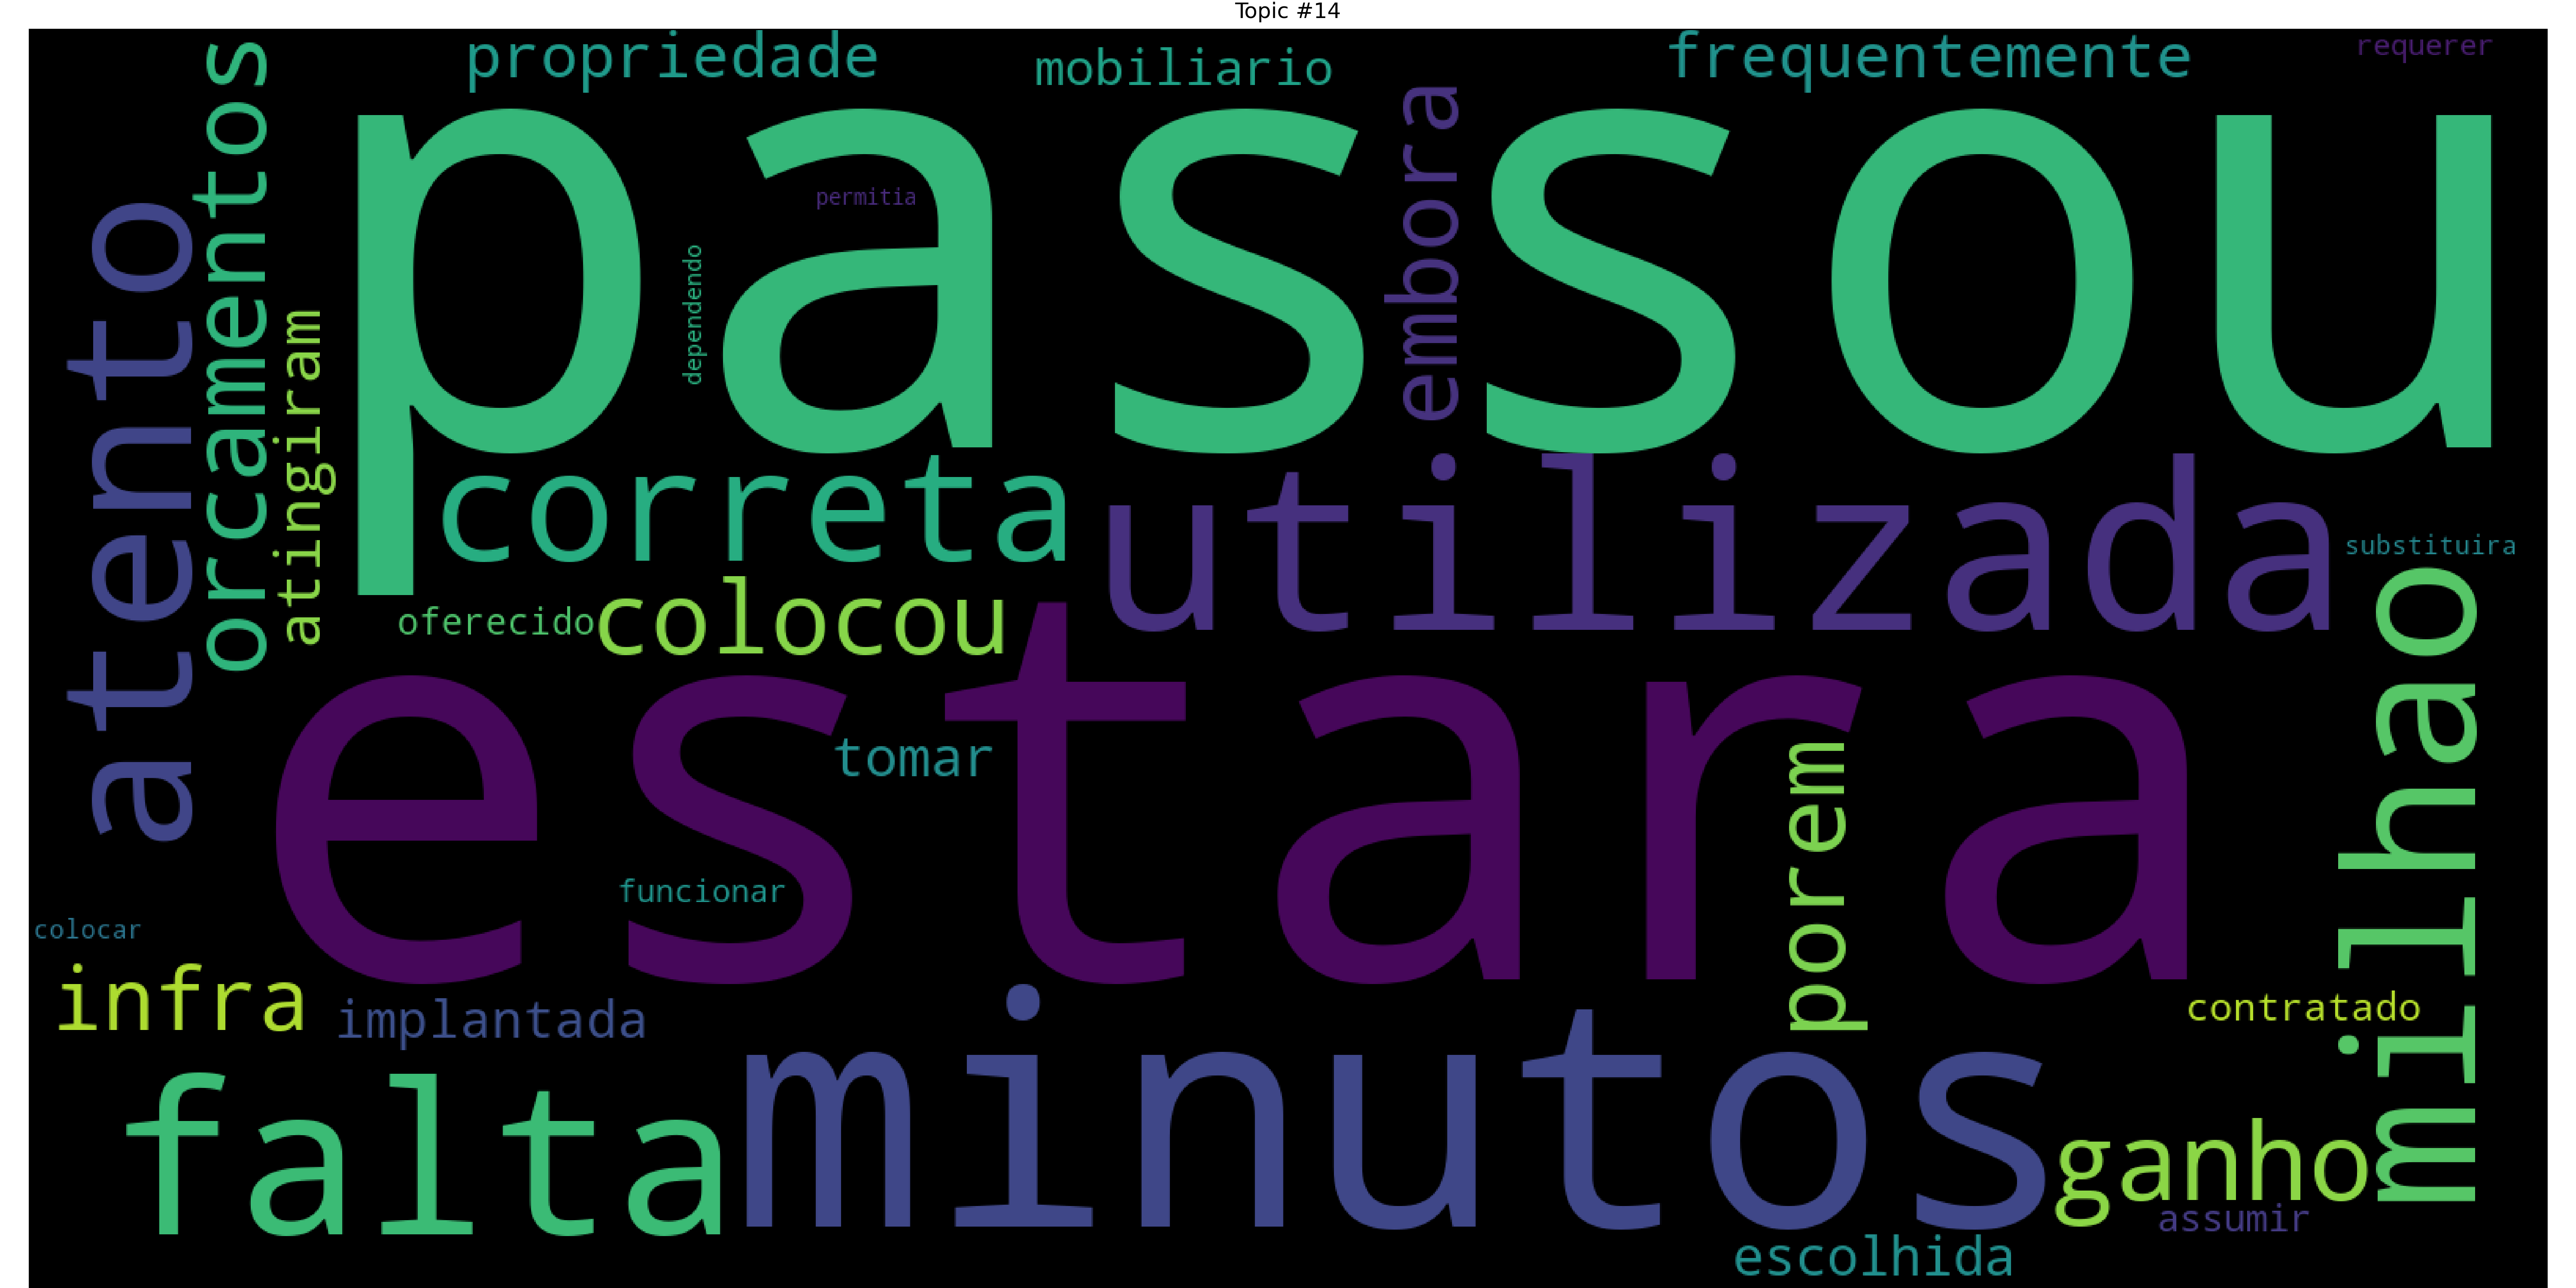 Topic #14
propriedade
mobiliario
frequentemente
requerer
passou
permitia
dependendo
embora
atento
orcamentos
atingiram
correta
utilizada
substituira
oferecido
colocou
estara
tomar
funcionar
porem
milhao
colocar
infra
implantada
contratado
falta
minutos
ganho
assumir
escolhida